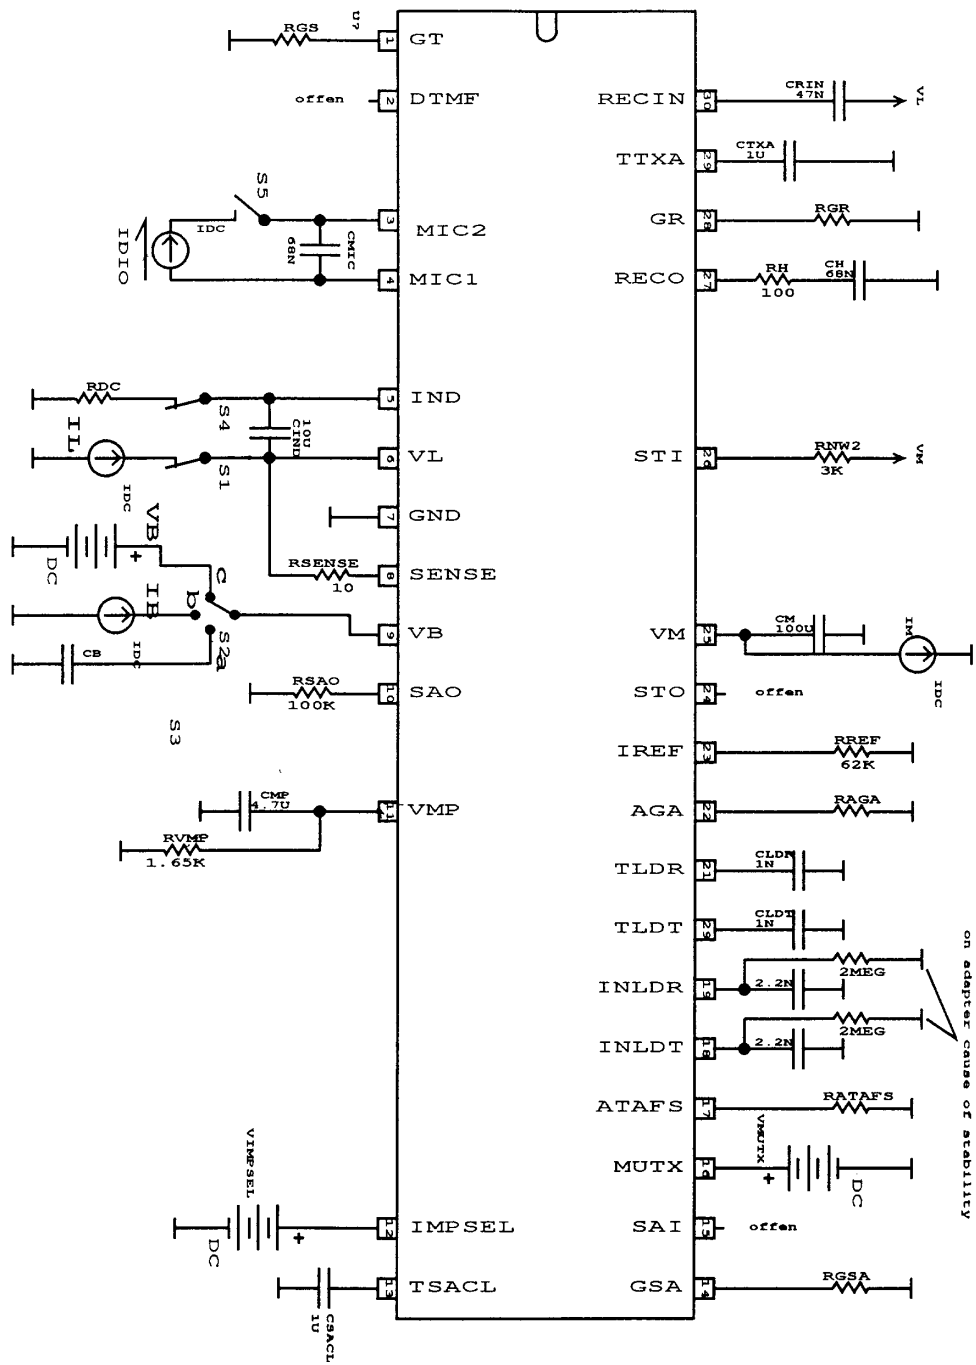 U?
RGS
1
GT
offen
2
DTMF
RECIN
30
CRIN
47N
VL
TTXA
29
CTXA
1U
S5
IDC
IDIO
CMIC
68N
3
MIC2
4
MIC1
GR
28
RGR
RECO
27
RH
100
CH
68N
RDC
S4
5
IND
10U
CIND
IL
IDC
S1
6
VL
STI
26
RNW2
3K
VM
7
GND
VB
+
DC
RSENSE
10
8
SENSE
c
b
S2a
IB
IDC
9
VB
CB
VM
25
CM
100U
IM
IDC
RSAO
100K
10
SAO
STO
24
offen
S3
IREF
23
RREF
62K
CMP
4.7U
11
VMP
RVMP
1.65K
AGA
22
RAGA
TLDR
21
CLDR
1N
TLDT
29
CLDT
1N
INLDR
19
2.2N
2MEG
INLDT
18
2.2N
2MEG
on adapter cause of stability
ATAFS
17
RATAFS
MUTX
16
VMUTX
+
DC
VIMPSEL
+
DC
12
IMPSEL
SAI
15
offen
13
TSACL
CSACL
1U
GSA
14
RGSA